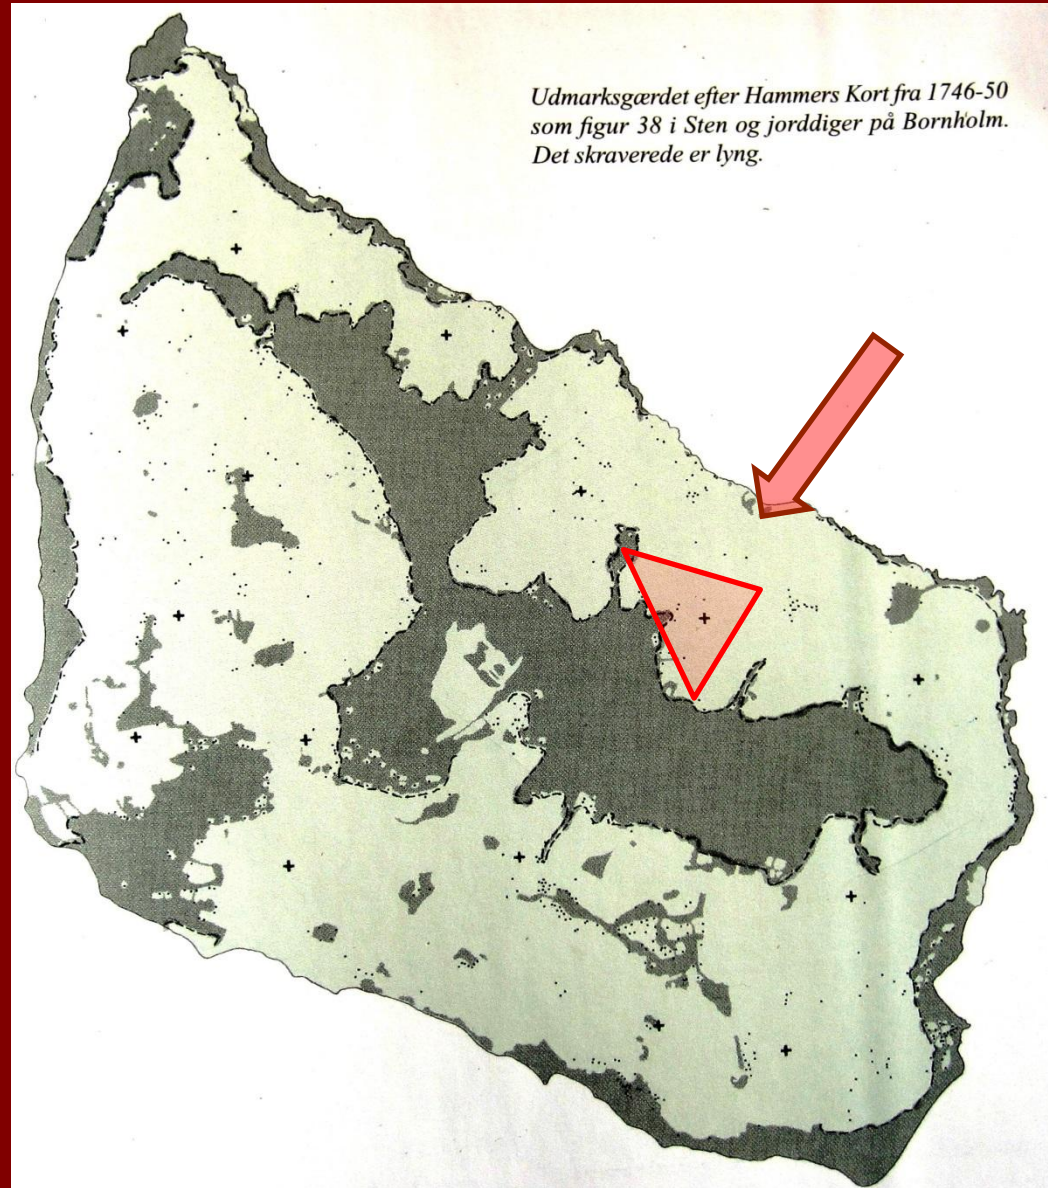 Udmarksgærdet efter Hammers Kort fra 1746-50
som figur 38 i Sten og jorddiger på Bornholm.
Det skraverede er lyng.